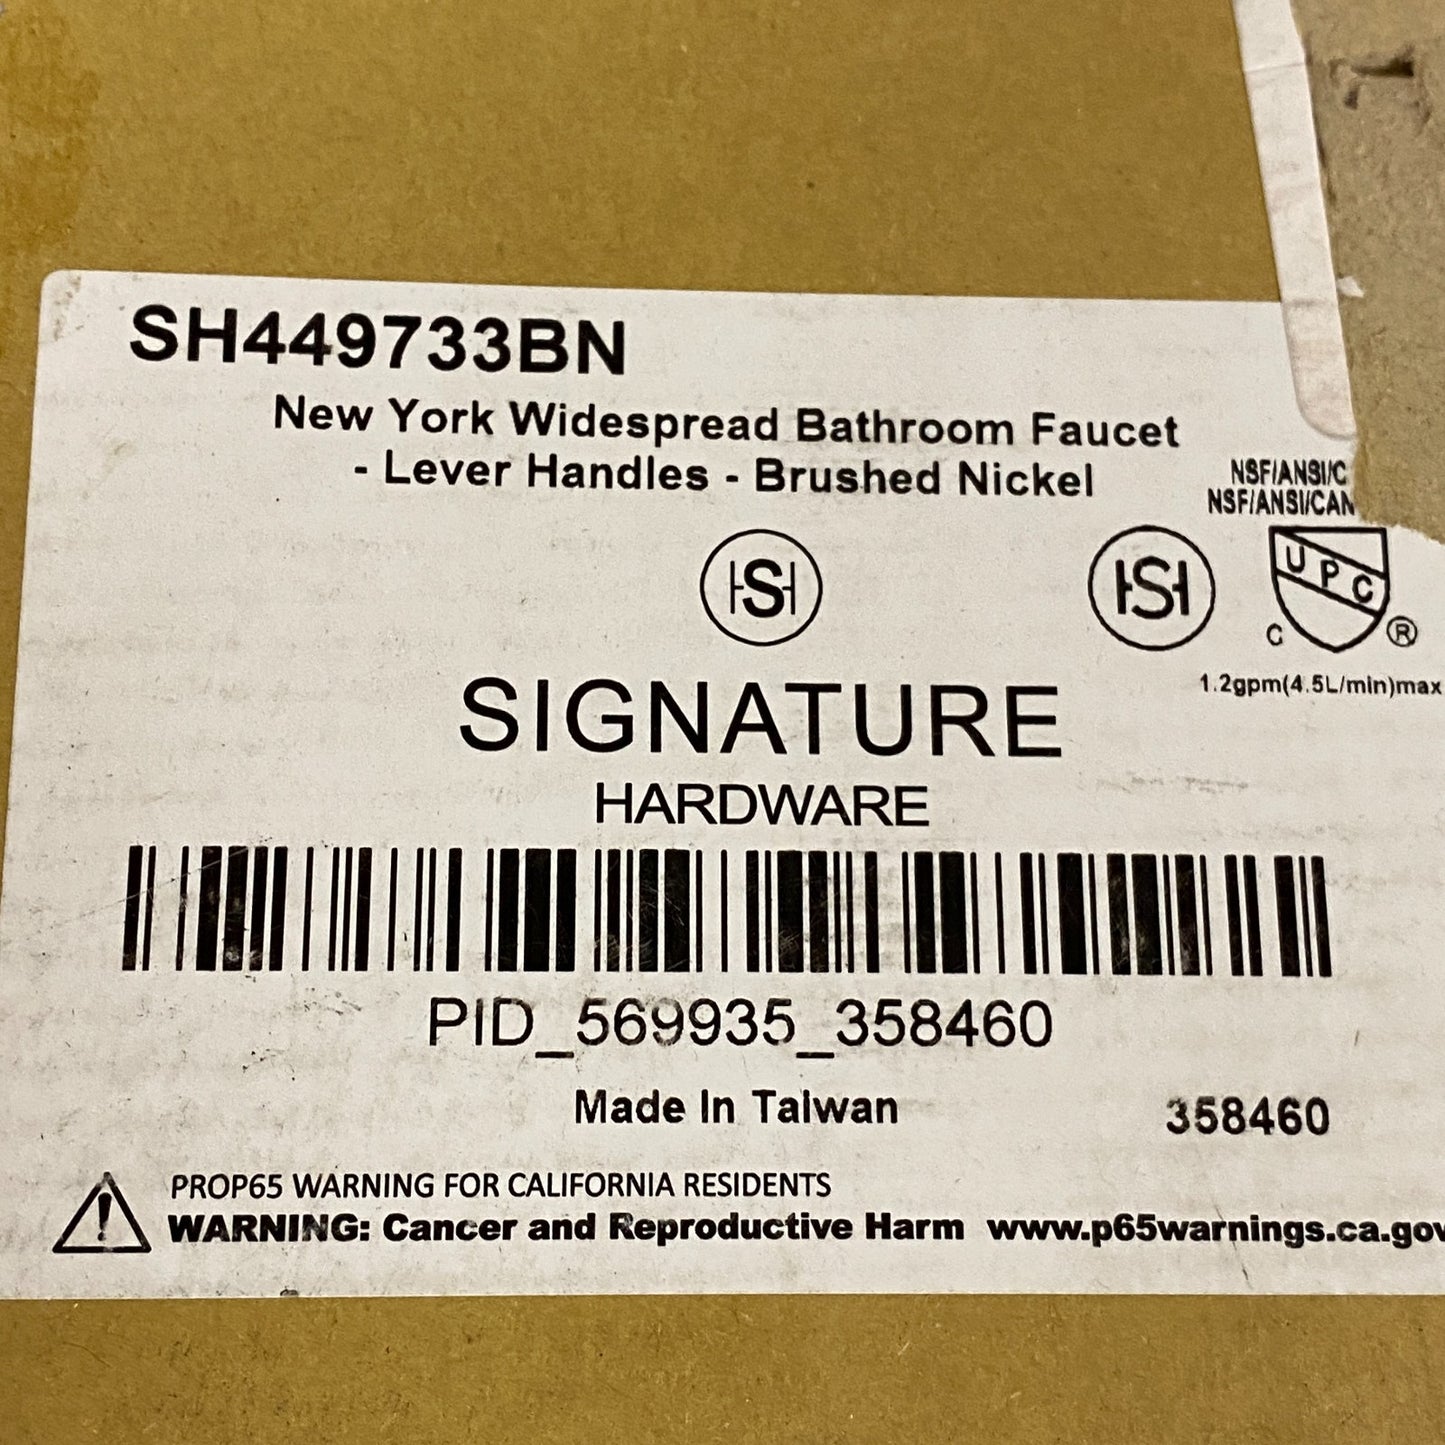 SH449733BN
New York Widespread Bathroom Faucet
- Lever Handles - Brushed Nickel
NSF/ANSI/C
NSF/ANSI/CAN
HSH
HSH
UPC
C ®
1.2gpm(4.5L/min)max
SIGNATURE
HARDWARE
PID_569935_358460
Made In Taiwan
358460
PROP65 WARNING FOR CALIFORNIA RESIDENTS
WARNING: Cancer and Reproductive Harm www.p65warnings.ca.gov